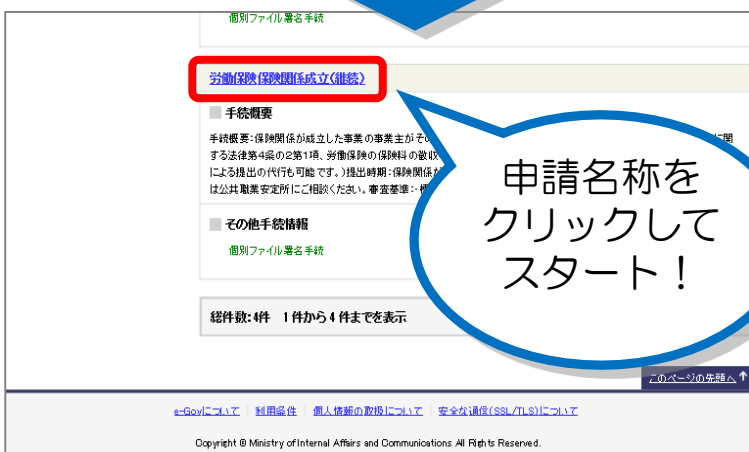 個別ファイル署名手続
労働保険保険関係成立(継続)
手続概要
手続概要:保険関係が成立した事業の事業主がその
に関
する法律第4条の2第1項、労働保険の保険料の徴収
による提出の代行も可能です。)提出時期:保険関係が
は公共職業安定所にご相談ください。審査基準:-
その他手続情報
個別ファイル署名手続
申請名称を
クリックして
スタート!
総件数:4件 1件から4件までを表示
このページの先頭へ↑
e-Govについて 利用条件 個人情報の取扱について 安全な通信(SSL/TLS)について
Copyright © Ministry of Internal Affairs and Communications All Rights Reserved.